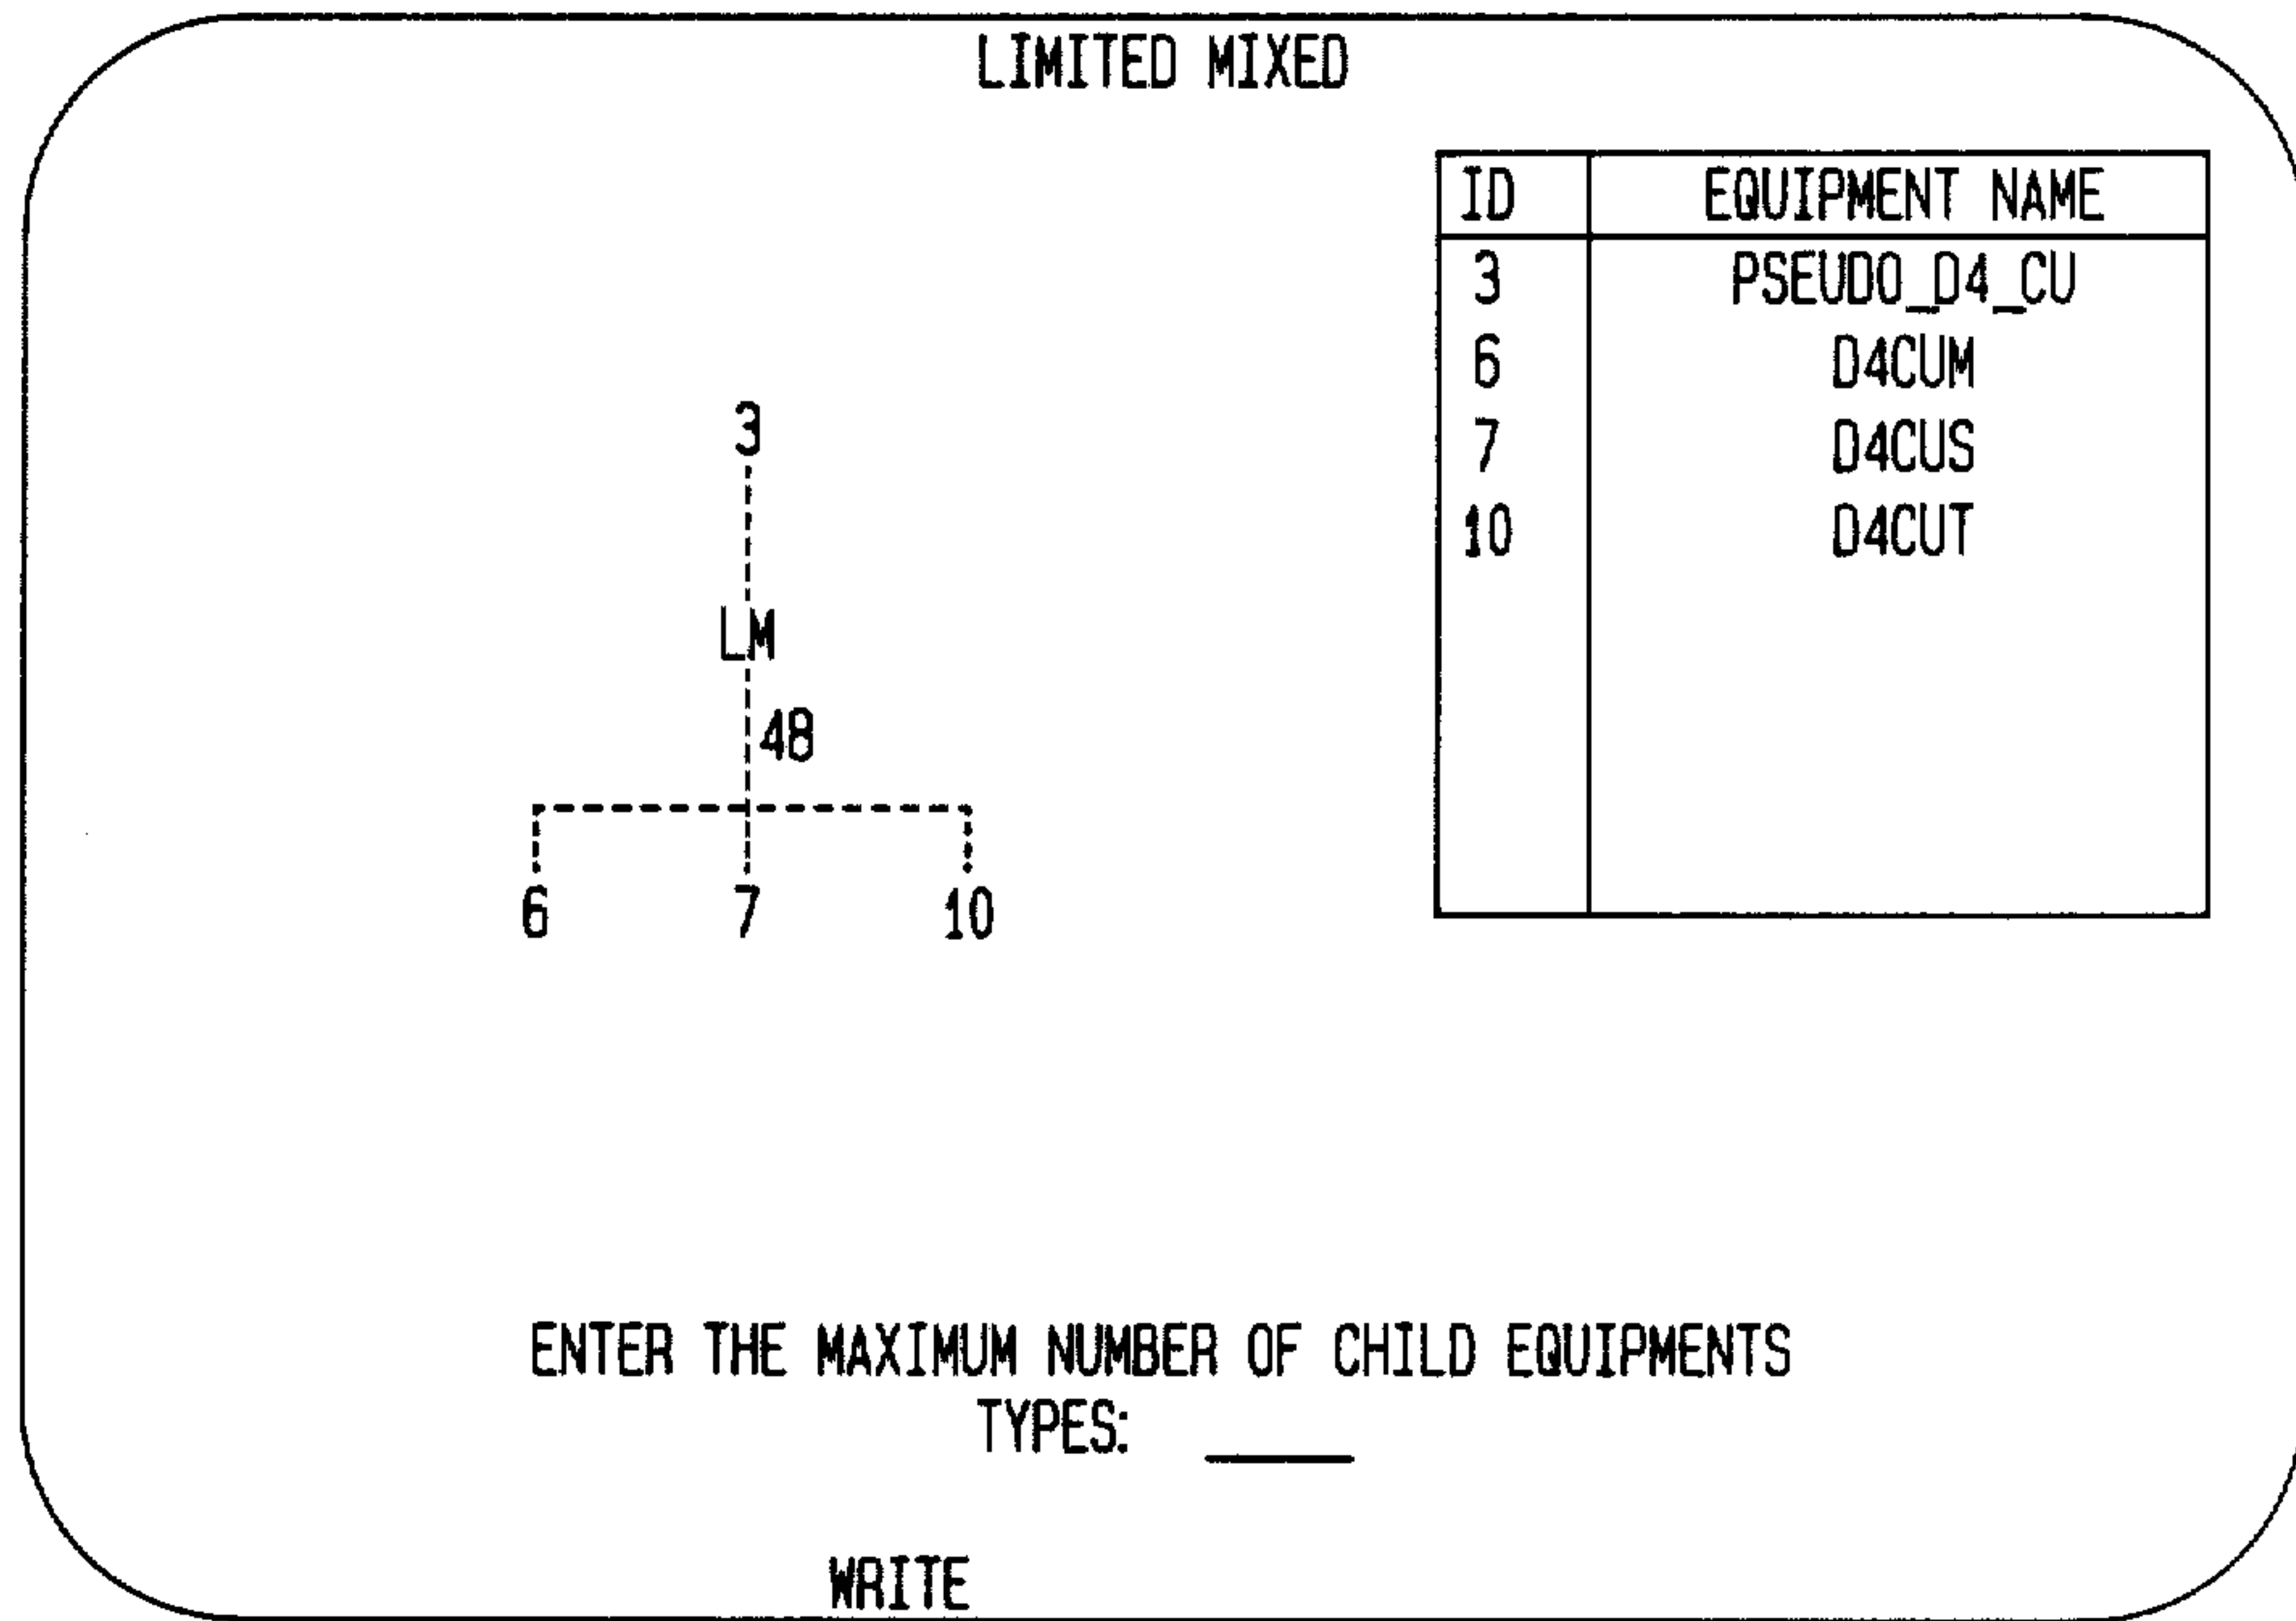 LIMITED MIXED
ID EQUIPMENT NAME
3 PSEUDO_D4_CU
6 D4CUM
7 D4CUS
10 D4CUT
3
LM
48
6 7 10
ENTER THE MAXIMUM NUMBER OF CHILD EQUIPMENTS
TYPES: ____
WRITE